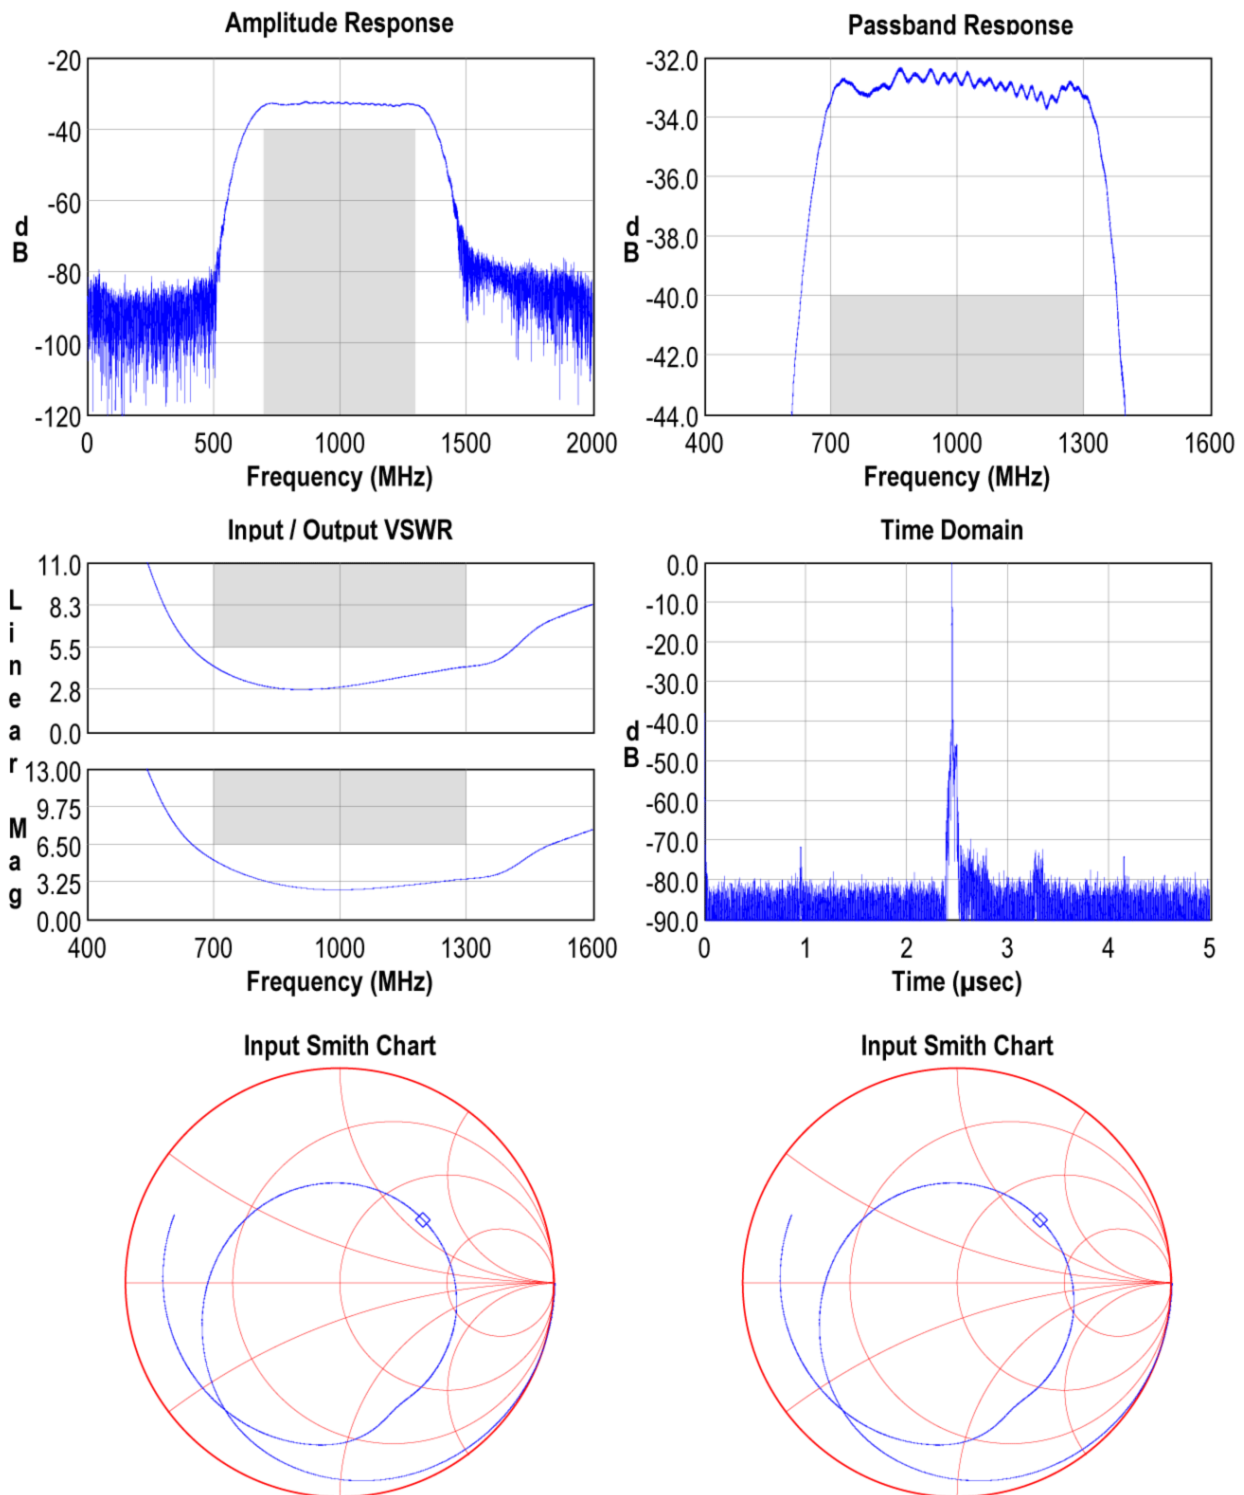 Amplitude Response
-20
-40
-60
-80
-100
-120
dB
0 500 1000 1500 2000
Frequency (MHz)
Passband Response
-32.0
-34.0
-36.0
-38.0
-40.0
-42.0
-44.0
dB
400 700 1000 1300 1600
Frequency (MHz)
Input / Output VSWR
Linear Mag
11.0
8.3
5.5
2.8
0.0
13.00
9.75
6.50
3.25
0.00
400 700 1000 1300 1600
Frequency (MHz)
Time Domain
0.0
-10.0
-20.0
-30.0
-40.0
-50.0
-60.0
-70.0
-80.0
-90.0
dB
0 1 2 3 4 5
Time (µsec)
Input Smith Chart
Input Smith Chart